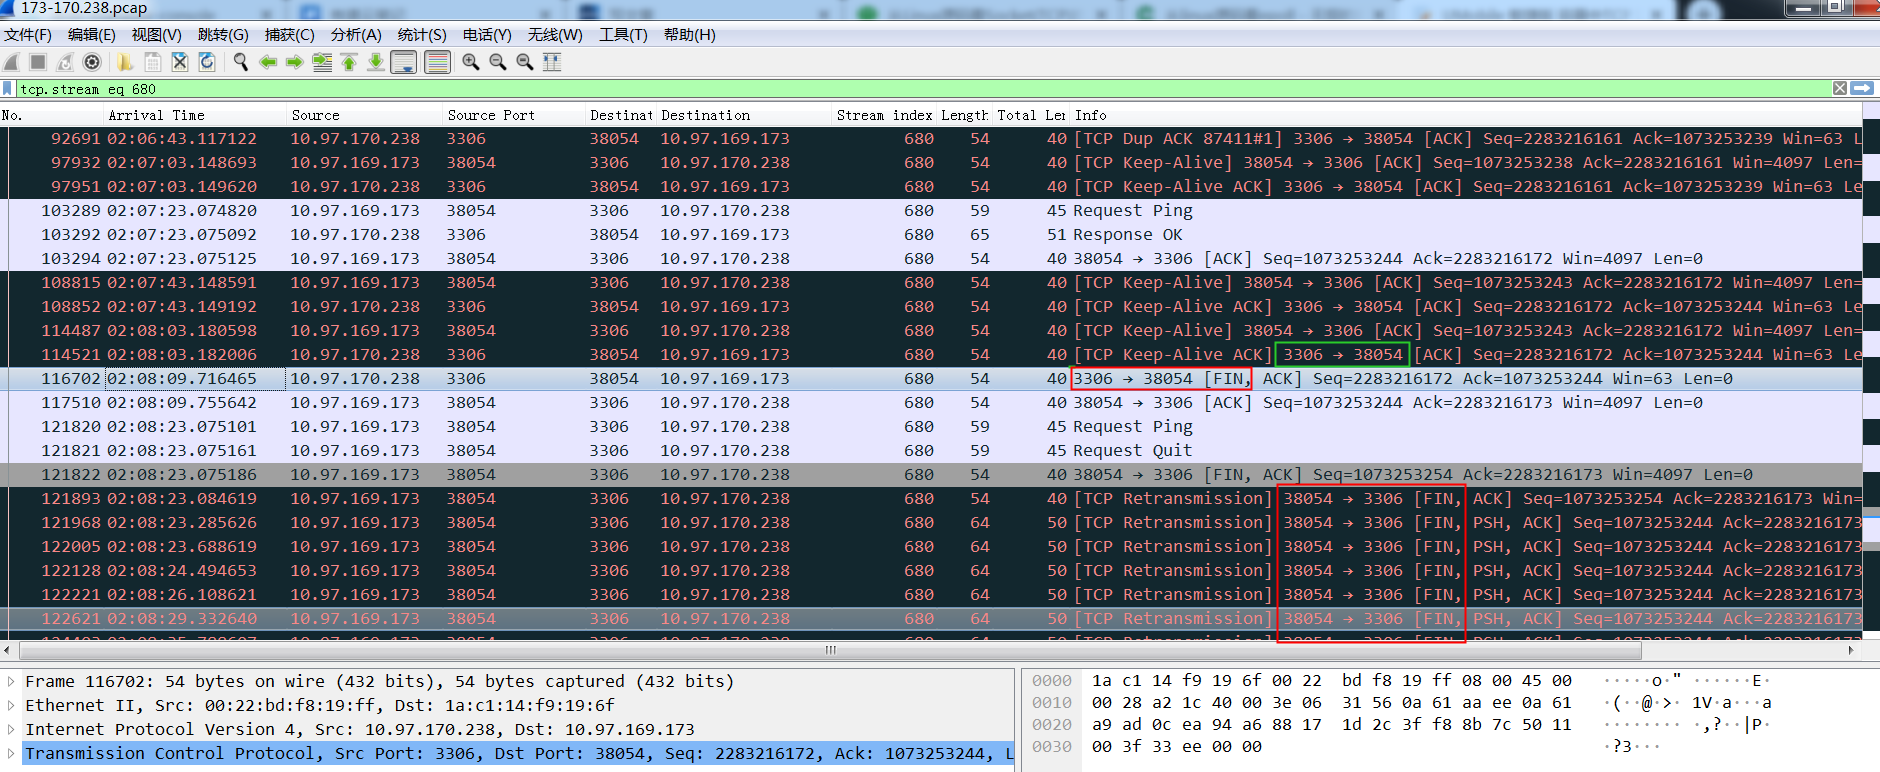 173-170.238.pcap
文件(F) 编辑(E) 视图(V) 跳转(G) 捕获(C) 分析(A) 统计(S) 电话(Y) 无线(W) 工具(T) 帮助(H)
tcp.stream eq 680
No. Arrival Time Source Source Port Destinat Destination Stream index Length Total Ler Info
92691 02:06:43.117122 10.97.170.238 3306 38054 10.97.169.173 680 54 40 [TCP Dup ACK 87411#1] 3306 → 38054 [ACK] Seq=2283216161 Ack=1073253239 Win=63 L
97932 02:07:03.148693 10.97.169.173 38054 3306 10.97.170.238 680 54 40 [TCP Keep-Alive] 38054 → 3306 [ACK] Seq=1073253238 Ack=2283216161 Win=4097 Len=
97951 02:07:03.149620 10.97.170.238 3306 38054 10.97.169.173 680 54 40 [TCP Keep-Alive ACK] 3306 → 38054 [ACK] Seq=2283216161 Ack=1073253239 Win=63 Le
103289 02:07:23.074820 10.97.169.173 38054 3306 10.97.170.238 680 59 45 Request Ping
103292 02:07:23.075092 10.97.170.238 3306 38054 10.97.169.173 680 65 51 Response OK
103294 02:07:23.075125 10.97.169.173 38054 3306 10.97.170.238 680 54 40 38054 → 3306 [ACK] Seq=1073253244 Ack=2283216172 Win=4097 Len=0
108815 02:07:43.148591 10.97.169.173 38054 3306 10.97.170.238 680 54 40 [TCP Keep-Alive] 38054 → 3306 [ACK] Seq=1073253243 Ack=2283216172 Win=4097 Len=
108852 02:07:43.149192 10.97.170.238 3306 38054 10.97.169.173 680 54 40 [TCP Keep-Alive ACK] 3306 → 38054 [ACK] Seq=2283216172 Ack=1073253244 Win=63 Le
114487 02:08:03.180598 10.97.169.173 38054 3306 10.97.170.238 680 54 40 [TCP Keep-Alive] 38054 → 3306 [ACK] Seq=1073253243 Ack=2283216172 Win=4097 Len=
114521 02:08:03.182006 10.97.170.238 3306 38054 10.97.169.173 680 54 40 [TCP Keep-Alive ACK] 3306 → 38054 [ACK] Seq=2283216172 Ack=1073253244 Win=63 Le
116702 02:08:09.716465 10.97.170.238 3306 38054 10.97.169.173 680 54 40 3306 → 38054 [FIN, ACK] Seq=2283216172 Ack=1073253244 Win=63 Len=0
117510 02:08:09.755642 10.97.169.173 38054 3306 10.97.170.238 680 54 40 38054 → 3306 [ACK] Seq=1073253244 Ack=2283216173 Win=4097 Len=0
121820 02:08:23.075101 10.97.169.173 38054 3306 10.97.170.238 680 59 45 Request Ping
121821 02:08:23.075161 10.97.169.173 38054 3306 10.97.170.238 680 59 45 Request Quit
121822 02:08:23.075186 10.97.169.173 38054 3306 10.97.170.238 680 54 40 38054 → 3306 [FIN, ACK] Seq=1073253254 Ack=2283216173 Win=4097 Len=0
121893 02:08:23.084619 10.97.169.173 38054 3306 10.97.170.238 680 54 40 [TCP Retransmission] 38054 → 3306 [FIN, ACK] Seq=1073253254 Ack=2283216173 Win=
121968 02:08:23.285626 10.97.169.173 38054 3306 10.97.170.238 680 64 50 [TCP Retransmission] 38054 → 3306 [FIN, PSH, ACK] Seq=1073253244 Ack=2283216173
122005 02:08:23.688619 10.97.169.173 38054 3306 10.97.170.238 680 64 50 [TCP Retransmission] 38054 → 3306 [FIN, PSH, ACK] Seq=1073253244 Ack=2283216173
122128 02:08:24.494653 10.97.169.173 38054 3306 10.97.170.238 680 64 50 [TCP Retransmission] 38054 → 3306 [FIN, PSH, ACK] Seq=1073253244 Ack=2283216173
122221 02:08:26.108621 10.97.169.173 38054 3306 10.97.170.238 680 64 50 [TCP Retransmission] 38054 → 3306 [FIN, PSH, ACK] Seq=1073253244 Ack=2283216173
122621 02:08:29.332640 10.97.169.173 38054 3306 10.97.170.238 680 64 50 [TCP Retransmission] 38054 → 3306 [FIN, PSH, ACK] Seq=1073253244 Ack=2283216173
Frame 116702: 54 bytes on wire (432 bits), 54 bytes captured (432 bits)
Ethernet II, Src: 00:22:bd:f8:19:ff, Dst: 1a:c1:14:f9:19:6f
Internet Protocol Version 4, Src: 10.97.170.238, Dst: 10.97.169.173
Transmission Control Protocol, Src Port: 3306, Dst Port: 38054, Seq: 2283216172, Ack: 1073253244, L
0000 1a c1 14 f9 19 6f 00 22 bd f8 19 ff 08 00 45 00 ·····o·" ······E·
0010 00 28 a2 1c 40 00 3e 06 31 56 0a 61 aa ee 0a 61 ·(··@·>· 1V·a···a
0020 a9 ad 0c ea 94 a6 88 17 1d 2c 3f f8 8b 7c 50 11 ········ ·,?··|P·
0030 00 3f 33 ee 00 00 ·?3···